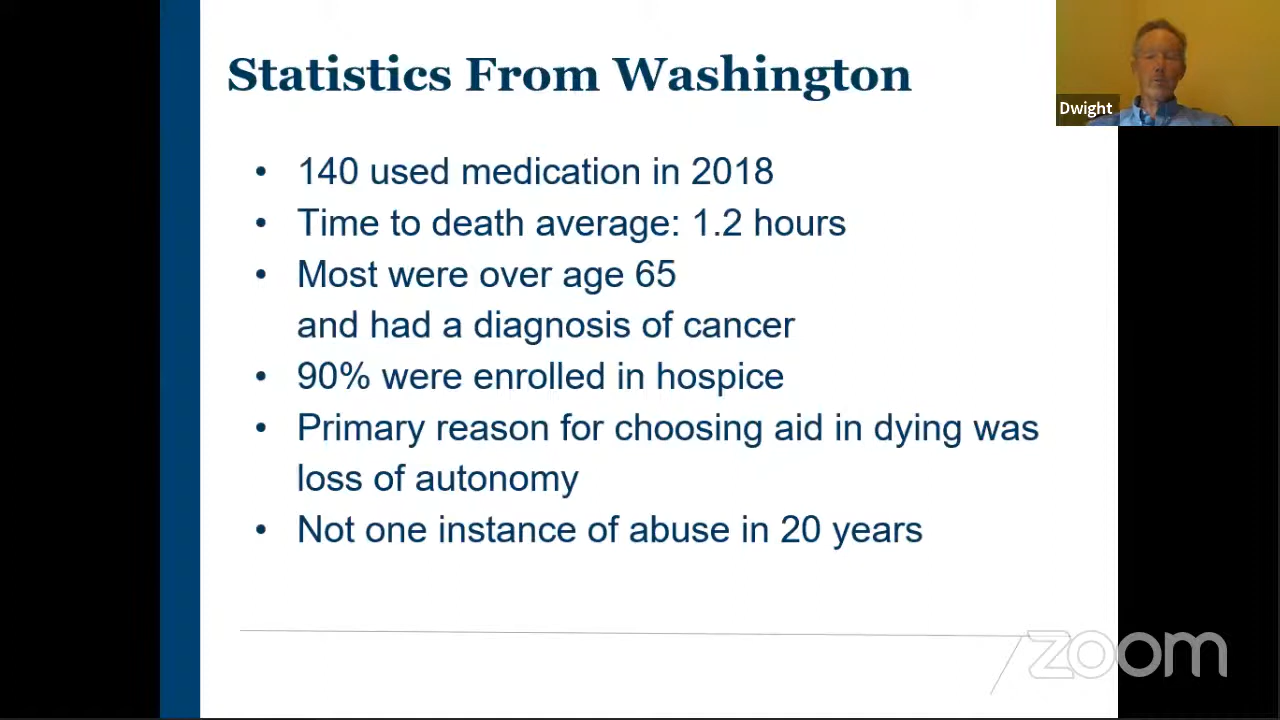 Statistics From Washington
Dwight
• 140 used medication in 2018
• Time to death average: 1.2 hours
• Most were over age 65
and had a diagnosis of cancer
• 90% were enrolled in hospice
• Primary reason for choosing aid in dying was
loss of autonomy
• Not one instance of abuse in 20 years
zoom